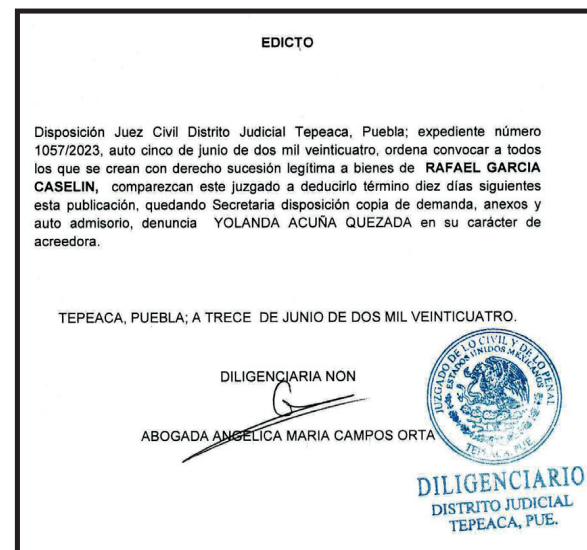 EDICTO
Disposición Juez Civil Distrito Judicial Tepeaca, Puebla; expediente número
1057/2023, auto cinco de junio de dos mil veinticuatro, ordena convocar a todos
los que se crean con derecho sucesión legítima a bienes de RAFAEL GARCIA
CASELIN, comparezcan este juzgado a deducirlo término diez días siguientes
esta publicación, quedando Secretaria disposición copia de demanda, anexos y
auto admisorio, denuncia YOLANDA ACUÑA QUEZADA en su carácter de
acreedora.
TEPEACA, PUEBLA; A TRECE DE JUNIO DE DOS MIL VEINTICUATRO.
DILIGENCIARIA NON
ABOGADA ANGELICA MARIA CAMPOS ORTA
JUZGADO DE LO CIVIL Y DE LO PENAL
ESTADOS UNIDOS MEXICANOS
TEPEACA, PUE.
DILIGENCIARIO
DISTRITO JUDICIAL
TEPEACA, PUE.